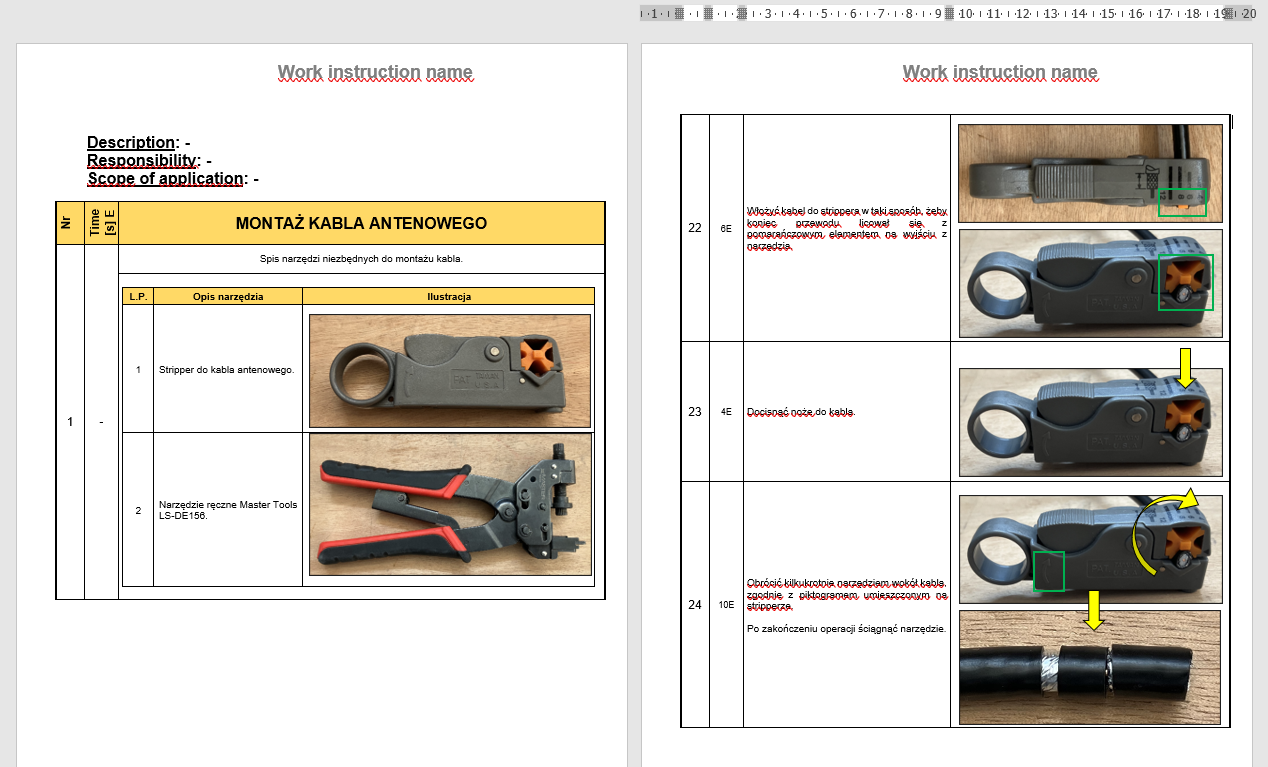 Work instruction name
Description: -
Responsibility: -
Scope of application: -
Nr
Time
[s] E
MONTAŻ KABLA ANTENOWEGO
1
-
Spis narzędzi niezbędnych do montażu kabla.
L.P.
Opis narzędzia
Ilustracja
1
Stripper do kabla antenowego.
PAT
U.S.A
2
Narzędzie ręczne Master Tools
LS-DE156.
1 2 3 4 5 6 7 8 9 10 11 12 13 14 15 16 17 18 19 20
Work instruction name
22
6E
Włożyć kabel do strippera w taki sposób, żeby
koniec przewodu licował się z
pomarańczowym elementem na wyjściu z
narzędzia.
23
4E
Docisnąć noże do kabla.
24
10E
Obrócić kilkukrotnie narzędziem wokół kabla,
zgodnie z piktogramem umieszczonym na
stripperze.
Po zakończeniu operacji ściągnąć narzędzie.